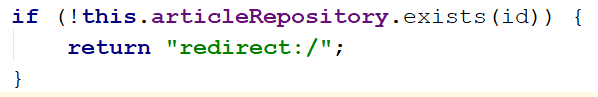 if (!this.articleRepository.exists(id)) {
    return "redirect:/";
}